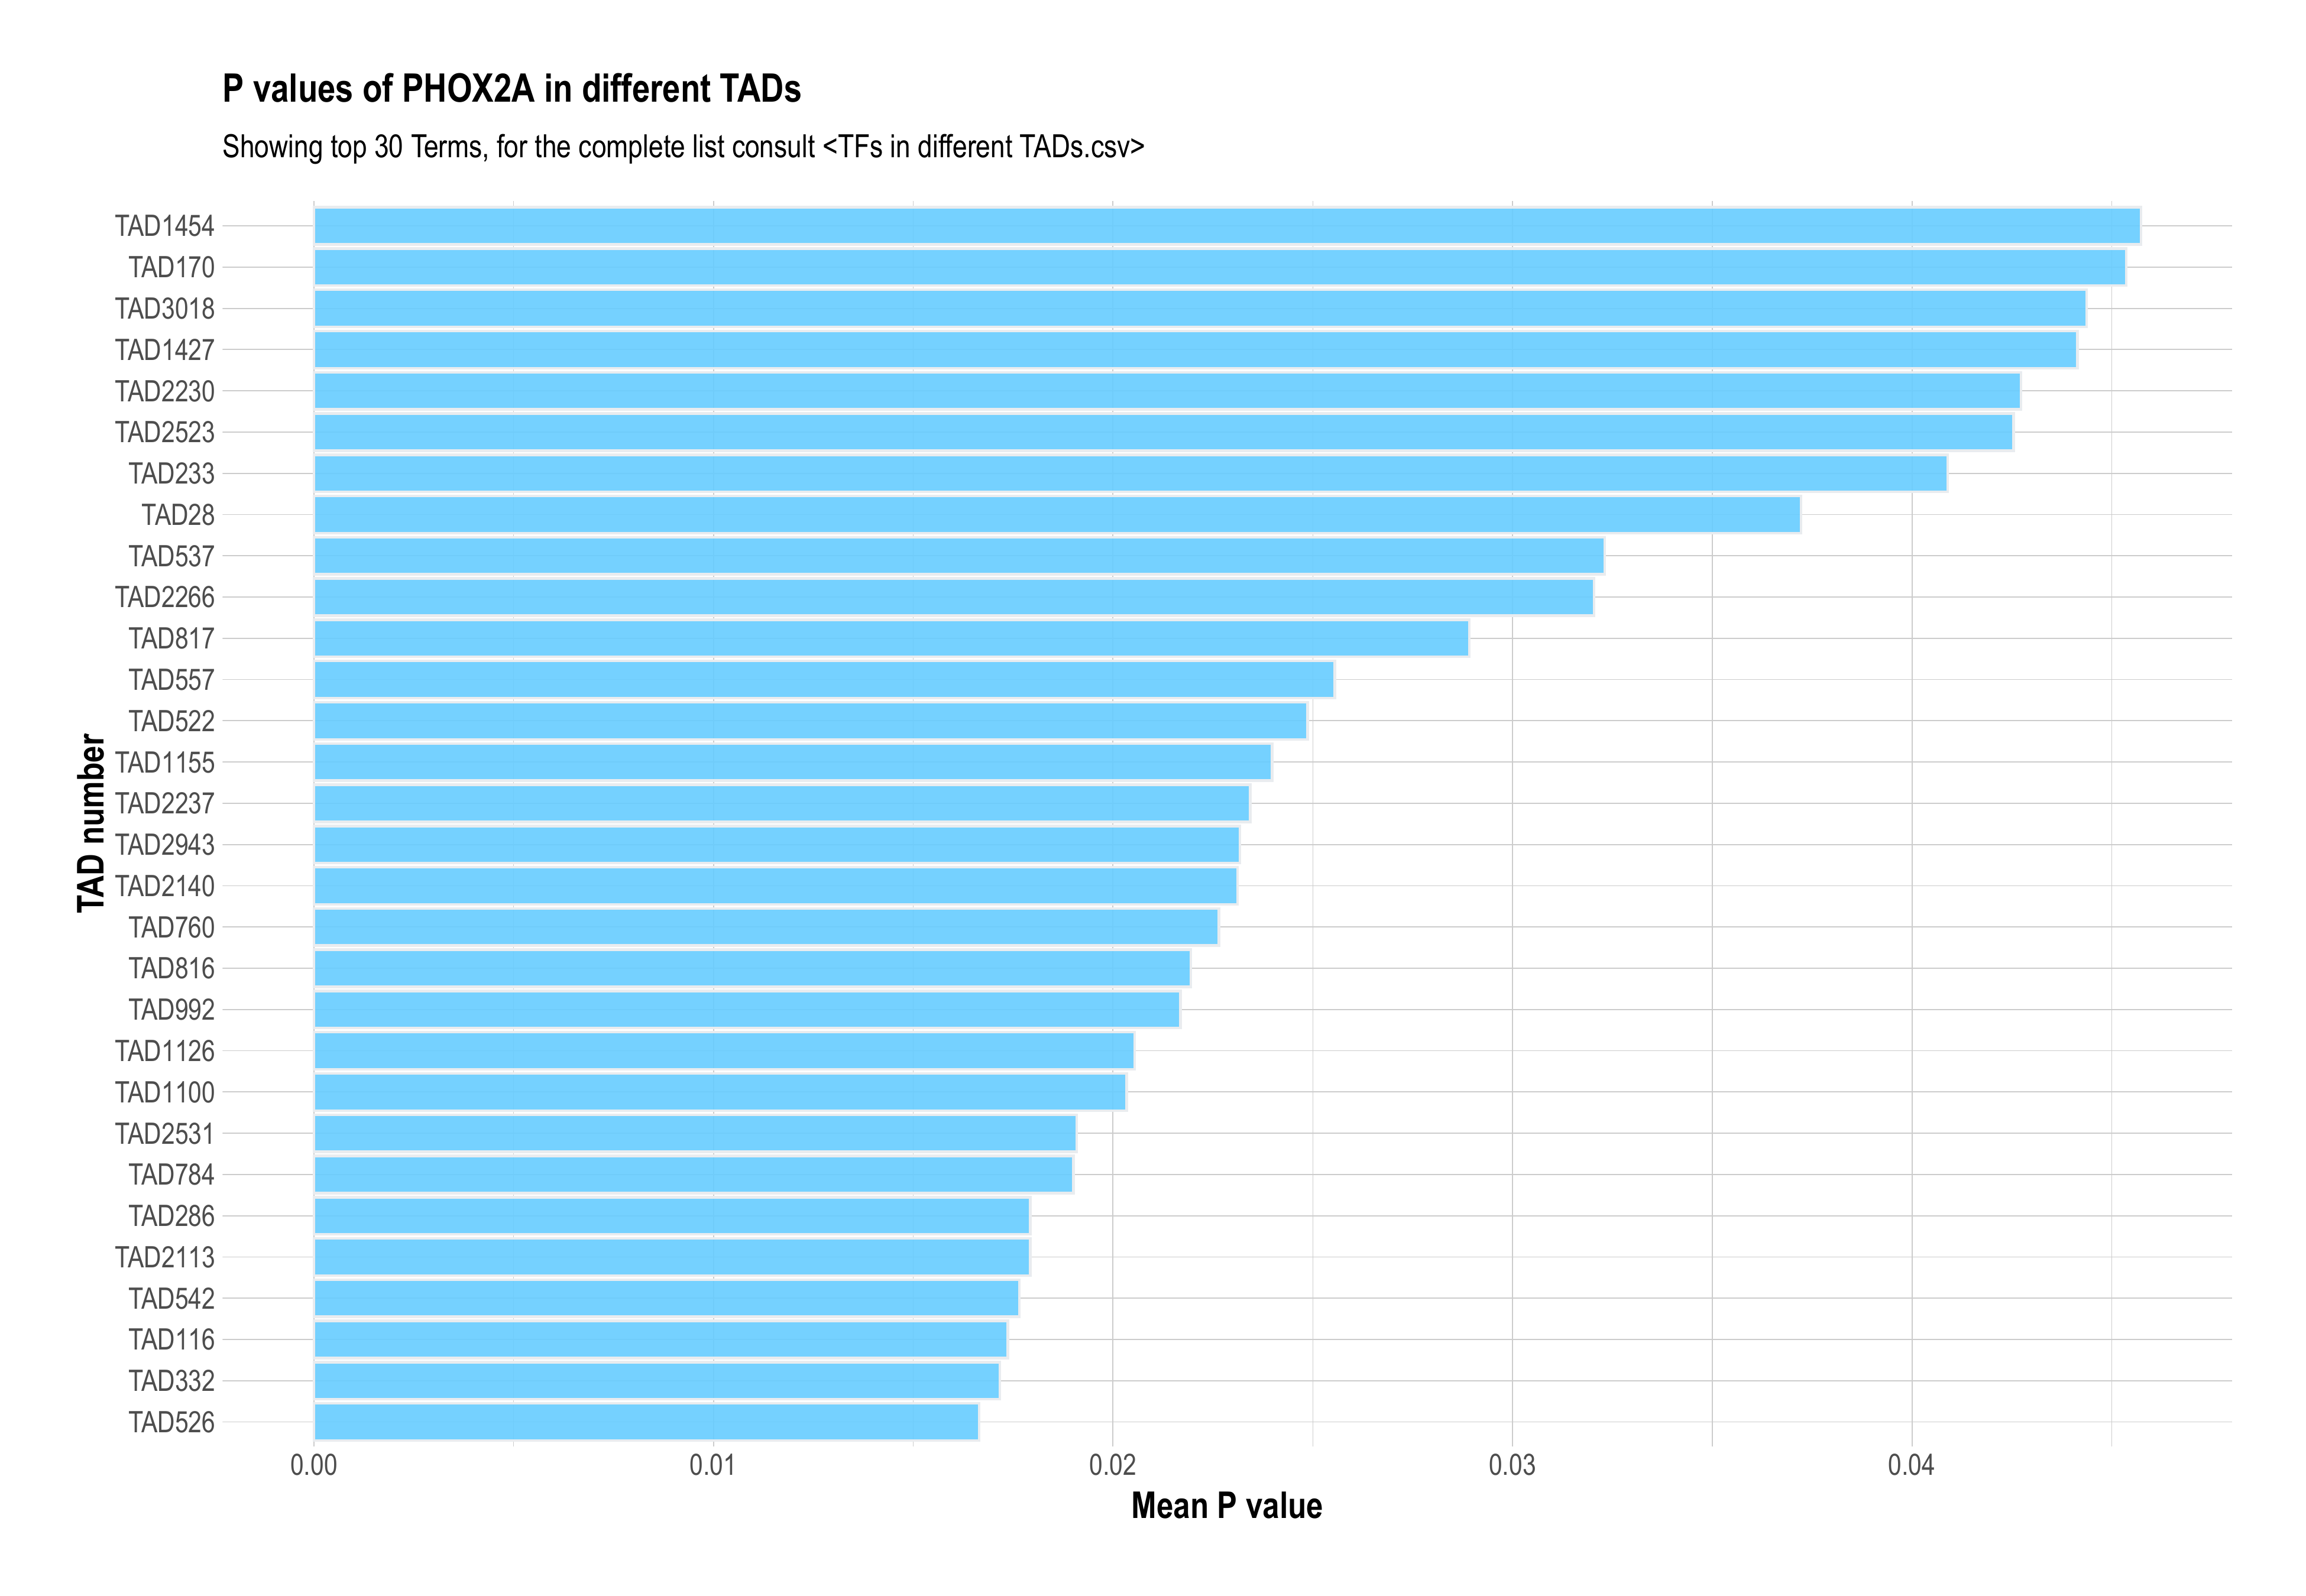 P values of PHOX2A in different TADs
Showing top 30 Terms, for the complete list consult <TFs in different TADs.csv>
TAD number
TAD1454
TAD170
TAD3018
TAD1427
TAD2230
TAD2523
TAD233
TAD28
TAD537
TAD2266
TAD817
TAD557
TAD522
TAD1155
TAD2237
TAD2943
TAD2140
TAD760
TAD816
TAD992
TAD1126
TAD1100
TAD2531
TAD784
TAD286
TAD2113
TAD542
TAD116
TAD332
TAD526
0.00 0.01 0.02 0.03 0.04
Mean P value